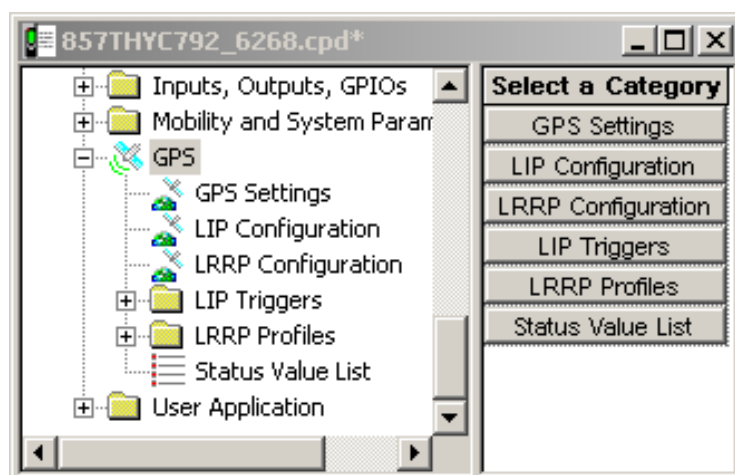 857THYC792_6268.cpd*
Inputs, Outputs, GPIOs
Mobility and System Param
GPS
GPS Settings
LIP Configuration
LRRP Configuration
LIP Triggers
LRRP Profiles
Status Value List
User Application
Select a Category
GPS Settings
LIP Configuration
LRRP Configuration
LIP Triggers
LRRP Profiles
Status Value List